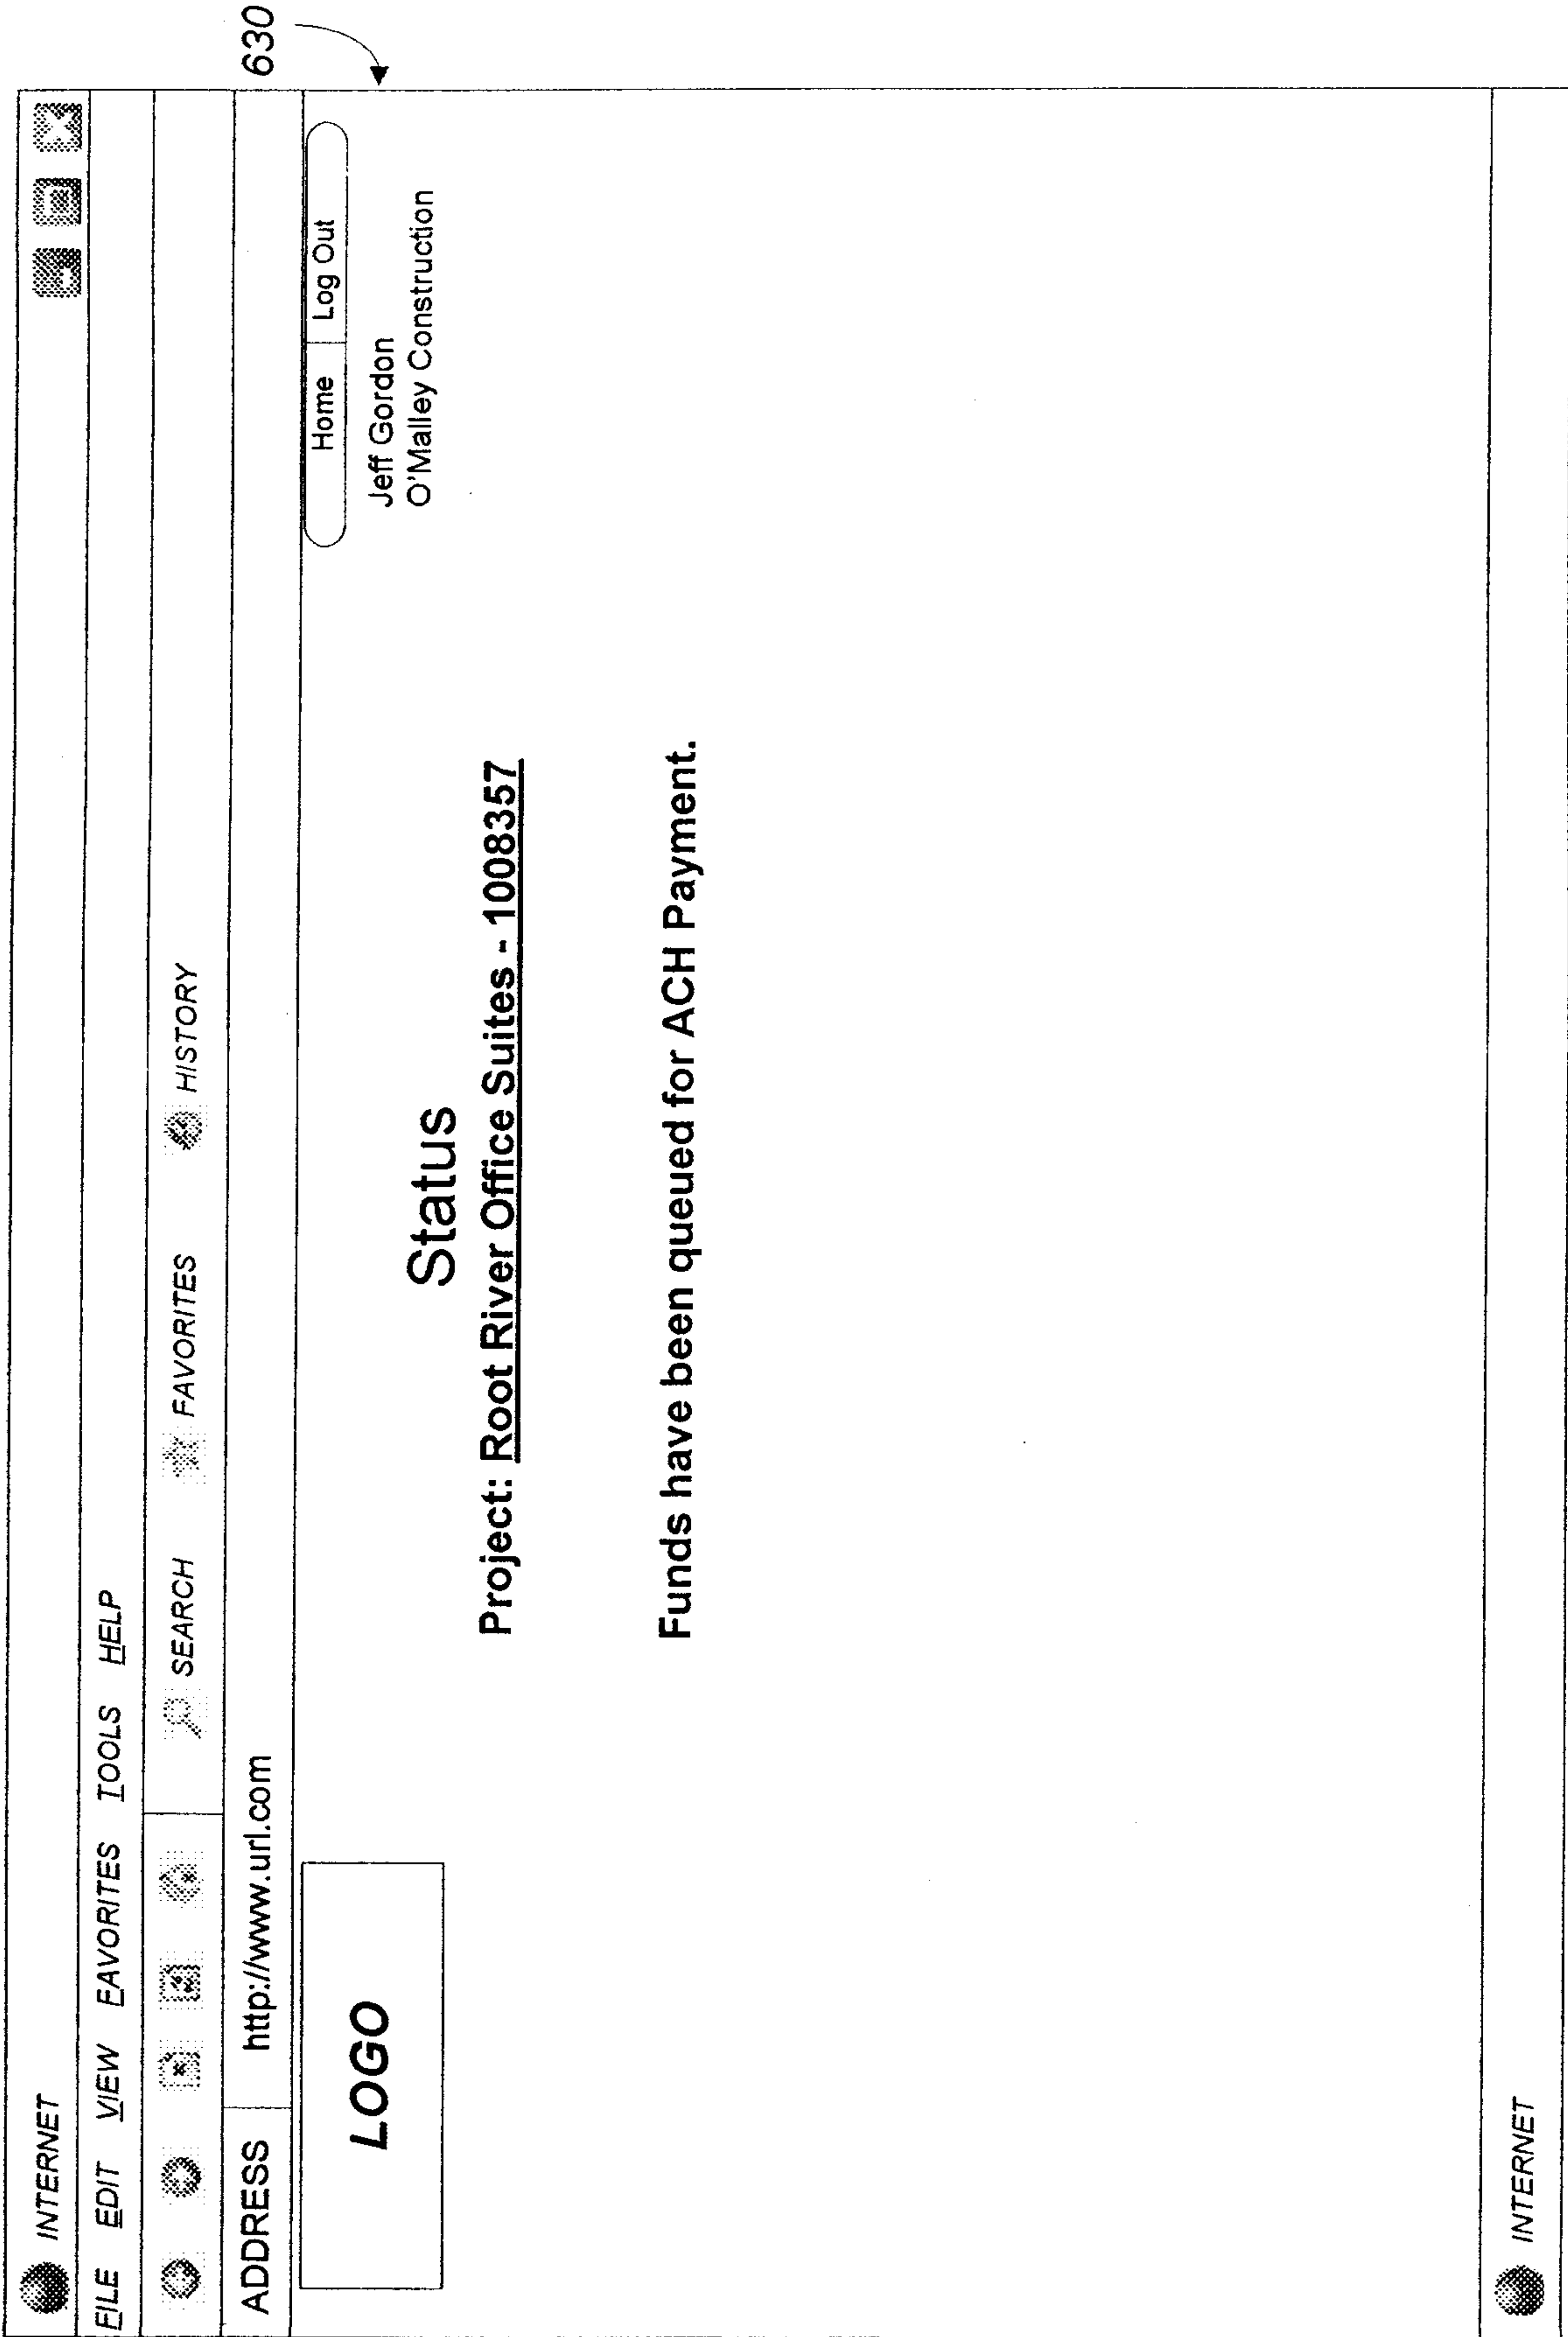 630
INTERNET
FILE EDIT VIEW FAVORITES TOOLS HELP
SEARCH FAVORITES HISTORY
ADDRESS http://www.url.com
LOGO
Home Log Out
Jeff Gordon
O'Malley Construction
Status
Project: Root River Office Suites - 1008357
Funds have been queued for ACH Payment.
INTERNET